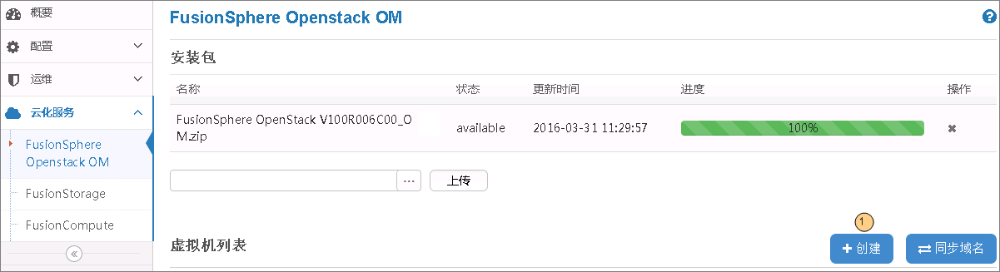 概要
配置
运维
云化服务
FusionSphere
Openstack OM
FusionStorage
FusionCompute
FusionSphere Openstack OM
安装包
名称 状态 更新时间 进度 操作
FusionSphere OpenStack V100R006C00_O
M.zip
available 2016-03-31 11:29:57 100%
... 上传
虚拟机列表
1
创建 同步域名